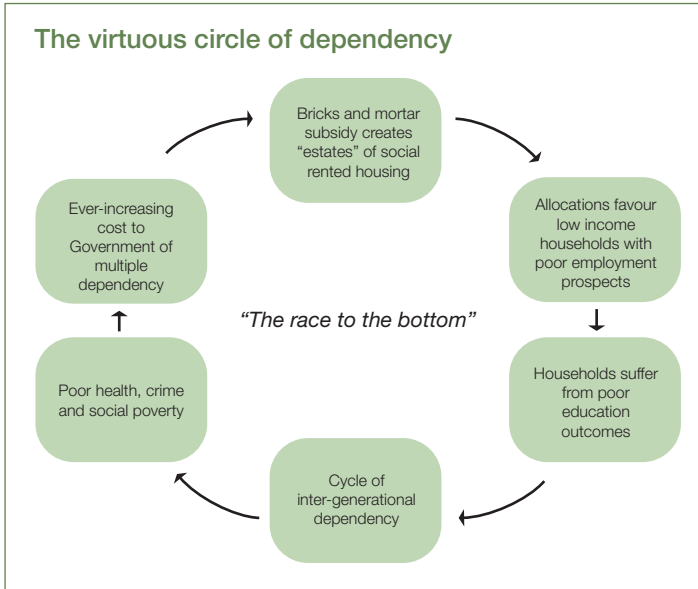 The virtuous circle of dependency
Bricks and mortar
subsidy creates
“estates” of social
rented housing
Allocations favour
low income
households with
poor employment
prospects
Households suffer
from poor
education
outcomes
Cycle of
inter-generational
dependency
Poor health, crime
and social poverty
Ever-increasing
cost to
Government of
multiple
dependency
“The race to the bottom”